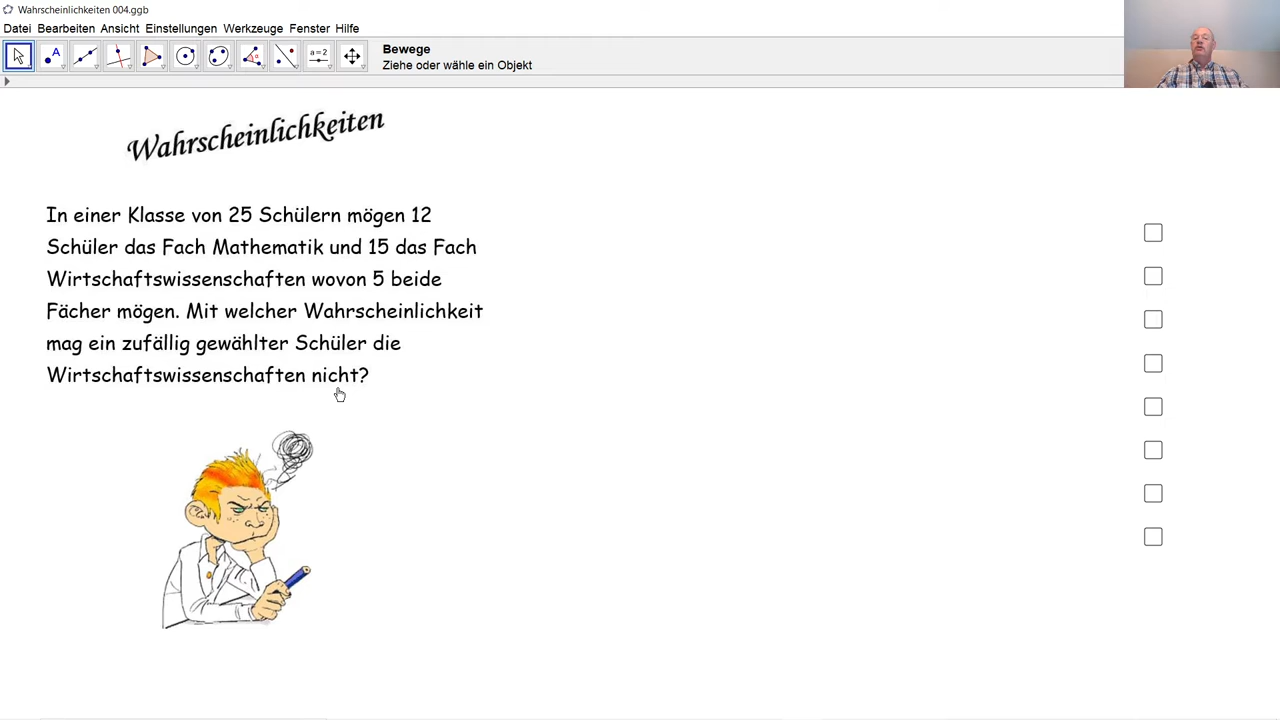 Wahrscheinlichkeiten 004.ggb
Datei Bearbeiten Ansicht Einstellungen Werkzeuge Fenster Hilfe
A
α
a=2
Bewege
Ziehe oder wähle ein Objekt
Wahrscheinlichkeiten
In einer Klasse von 25 Schülern mögen 12
Schüler das Fach Mathematik und 15 das Fach
Wirtschaftswissenschaften wovon 5 beide
Fächer mögen. Mit welcher Wahrscheinlichkeit
mag ein zufällig gewählter Schüler die
Wirtschaftswissenschaften nicht?